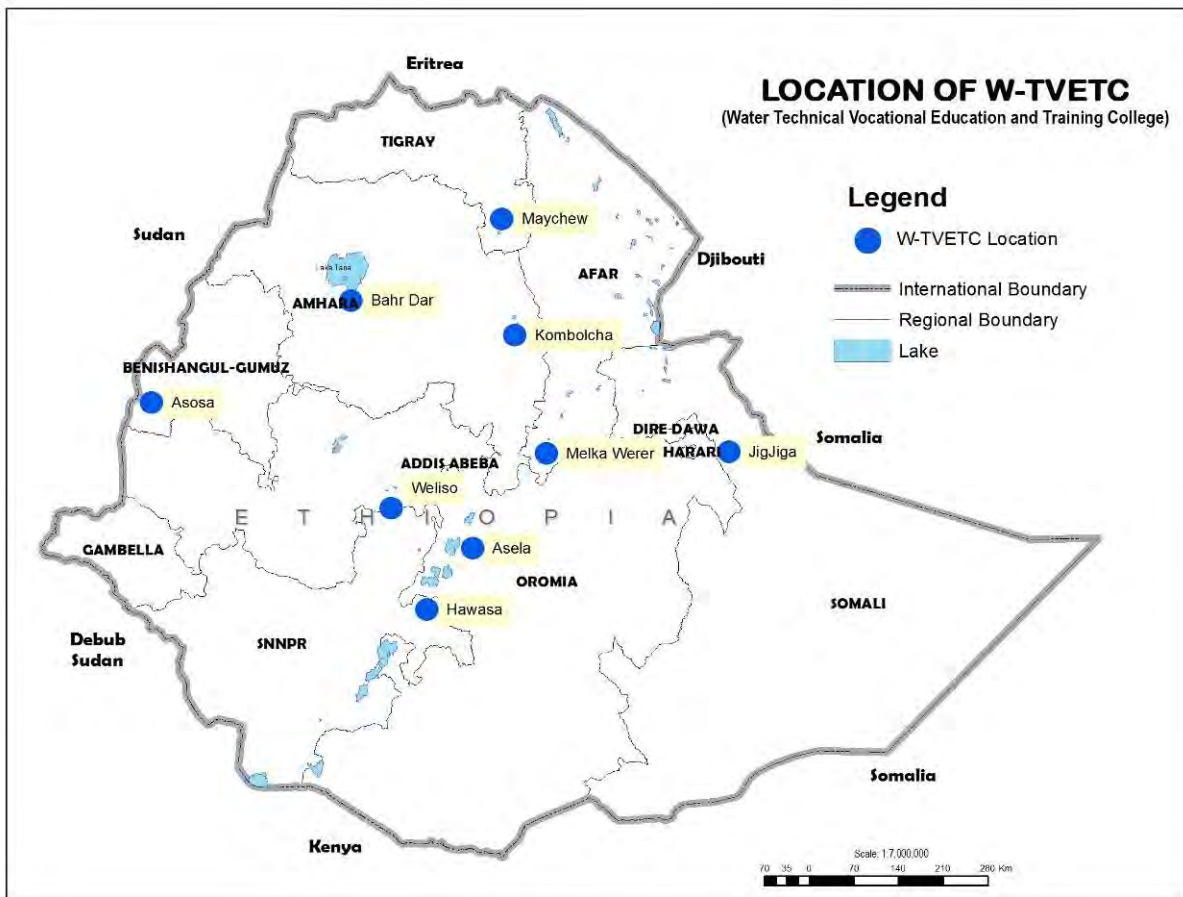 Eritrea
LOCATION OF W-TVETC
(Water Technical Vocational Education and Training College)
TIGRAY
Legend
Maychew
Sudan
W-TVETC Location
Djibouti
Lake Tana
AFAR
International Boundary
AMHARA
Bahr Dar
Regional Boundary
Kombolcha
Lake
BENISHANGUL-GUMUZ
Asosa
DIRE DAWA
Somalia
HARARI
JigJiga
Melka Werer
ADDIS ABEBA
Weliso
E T H I O P I A
GAMBELLA
Asela
OROMIA
SOMALI
Hawasa
SNNPR
Debub
Sudan
Somalia
Kenya
Scale: 1:7,000,000
70 35 0 70 140 210 280 Km